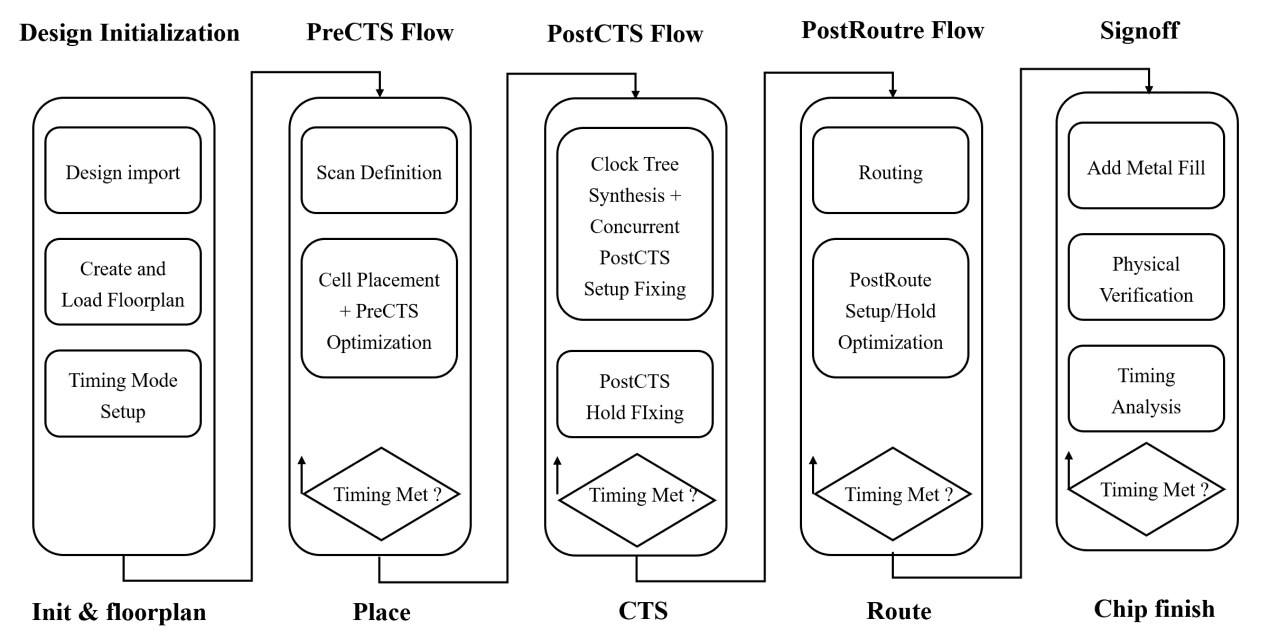 Design Initialization
PreCTS Flow
PostCTS Flow
PostRoutre Flow
Signoff
Design import
Create and
Load Floorplan
Timing Mode
Setup
Scan Definition
Cell Placement
+ PreCTS
Optimization
Timing Met ?
Clock Tree
Synthesis +
Concurrent
PostCTS
Setup Fixing
PostCTS
Hold FIxing
Timing Met ?
Routing
PostRoute
Setup/Hold
Optimization
Timing Met ?
Add Metal Fill
Physical
Verification
Timing
Analysis
Timing Met ?
Init & floorplan
Place
CTS
Route
Chip finish